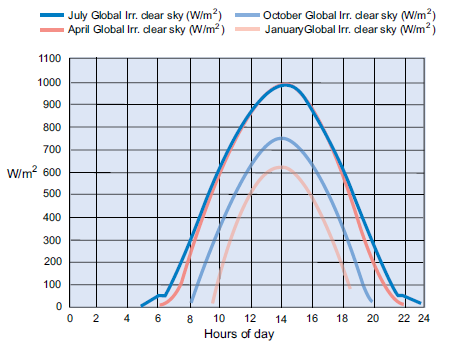 July Global Irr. clear sky (W/m²) October Global Irr. clear sky (W/m²)
April Global Irr. clear sky (W/m²) JanuaryGlobal Irr. clear sky (W/m²)
1100
1000
900
800
700
W/m² 600
500
400
300
200
100
0
0 2 4 6 8 10 12 14 16 18 20 22 24
Hours of day